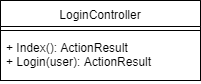 LoginController
+ Index(): ActionResult
+ Login(user): ActionResult